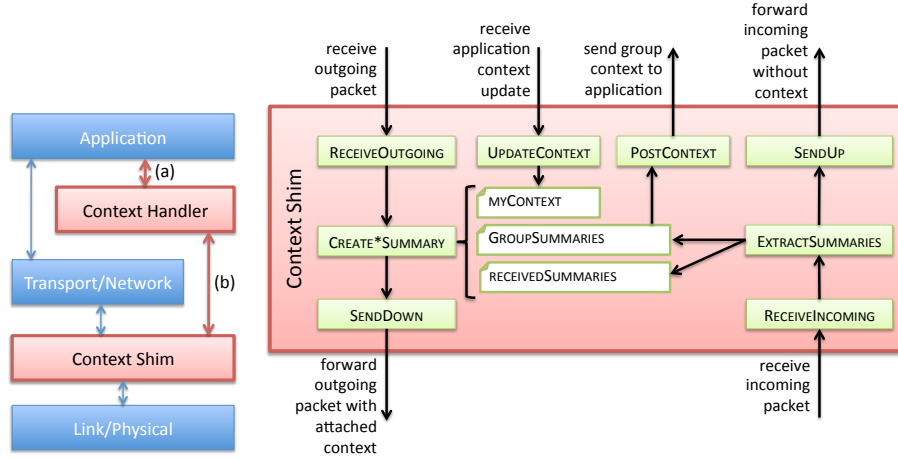 Application
(a)
Context Handler
Transport/Network
(b)
Context Shim
Link/Physical
receive
outgoing
packet
receive
application
context
update
send group
context to
application
forward
incoming
packet
without
context
Context Shim
RECEIVEOUTGOING
UPDATECONTEXT
POSTCONTEXT
SENDUP
MYCONTEXT
CREATE*SUMMARY
GROUPSUMMARIES
EXTRACTSUMMARIES
RECEIVEDSUMMARIES
SENDDOWN
RECEIVEINCOMING
forward
outgoing
packet with
attached
context
receive
incoming
packet